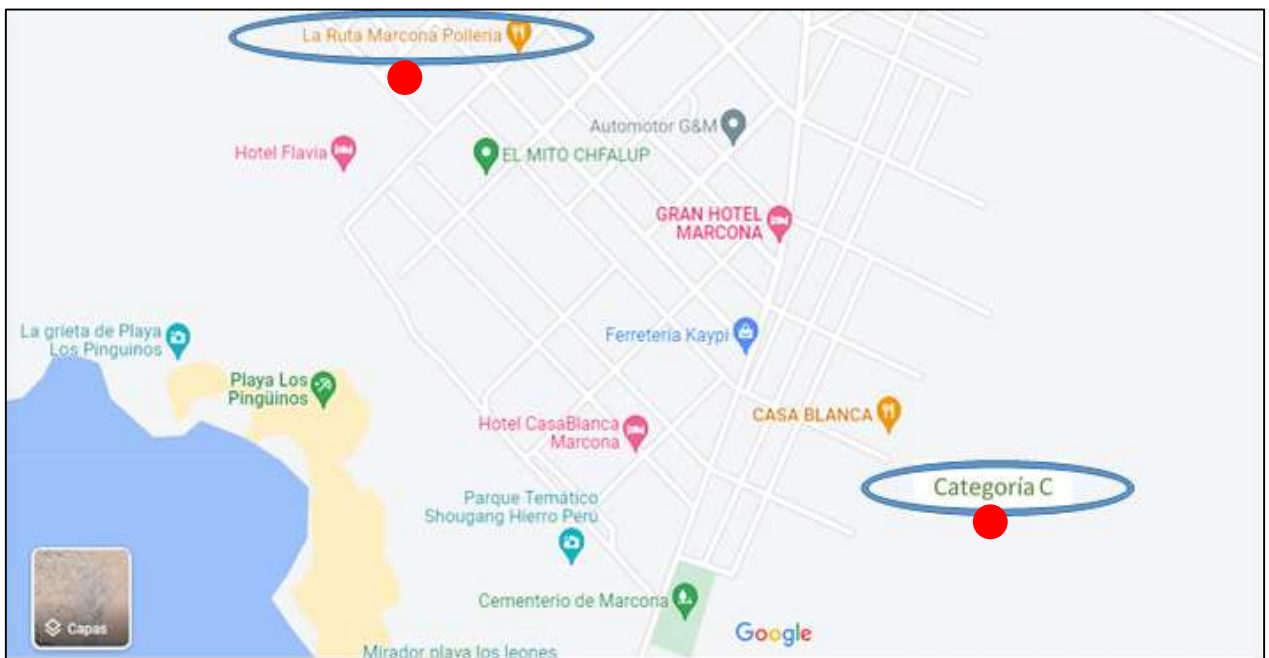 La Ruta Marcona Polleria
Automotor G&M
Hotel Flavia
EL MITO CHFALUP
GRAN HOTEL
MARCONA
La grieta de Playa
Los Pinguinos
Ferreteria Kaypi
Playa Los
Pingüinos
CASA BLANCA
Hotel CasaBlanca
Marcona
Categoría C
Parque Temático
Shougang Hierro Perú
Cementerio de Marcona
Capas
Google
Mirador playa los leones